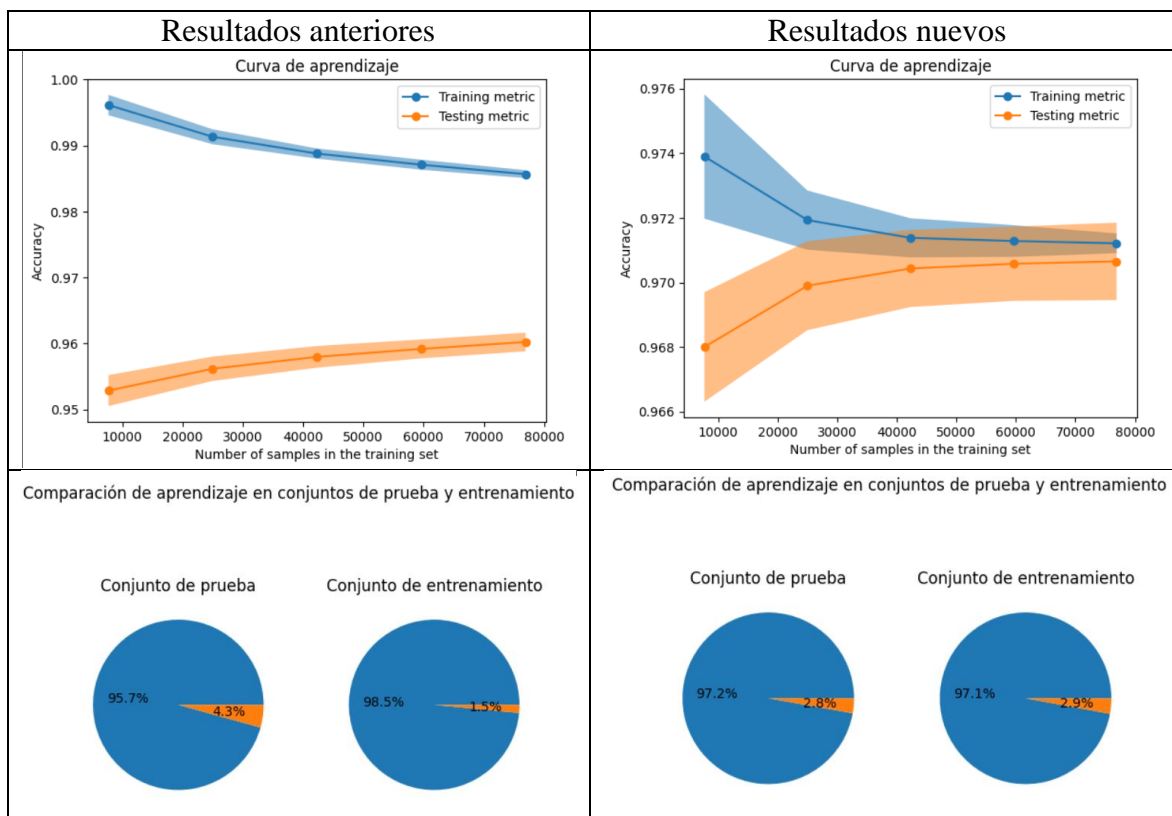 Resultados anteriores
Resultados nuevos
Curva de aprendizaje
1.00
0.99
0.98
0.97
0.96
0.95
Accuracy
Training metric
Testing metric
10000 20000 30000 40000 50000 60000 70000 80000
Number of samples in the training set
Curva de aprendizaje
0.976
0.974
0.972
0.970
0.968
0.966
Accuracy
Training metric
Testing metric
10000 20000 30000 40000 50000 60000 70000 80000
Number of samples in the training set
Comparación de aprendizaje en conjuntos de prueba y entrenamiento
Conjunto de prueba
95.7%
4.3%
Conjunto de entrenamiento
98.5%
1.5%
Comparación de aprendizaje en conjuntos de prueba y entrenamiento
Conjunto de prueba
97.2%
2.8%
Conjunto de entrenamiento
97.1%
2.9%